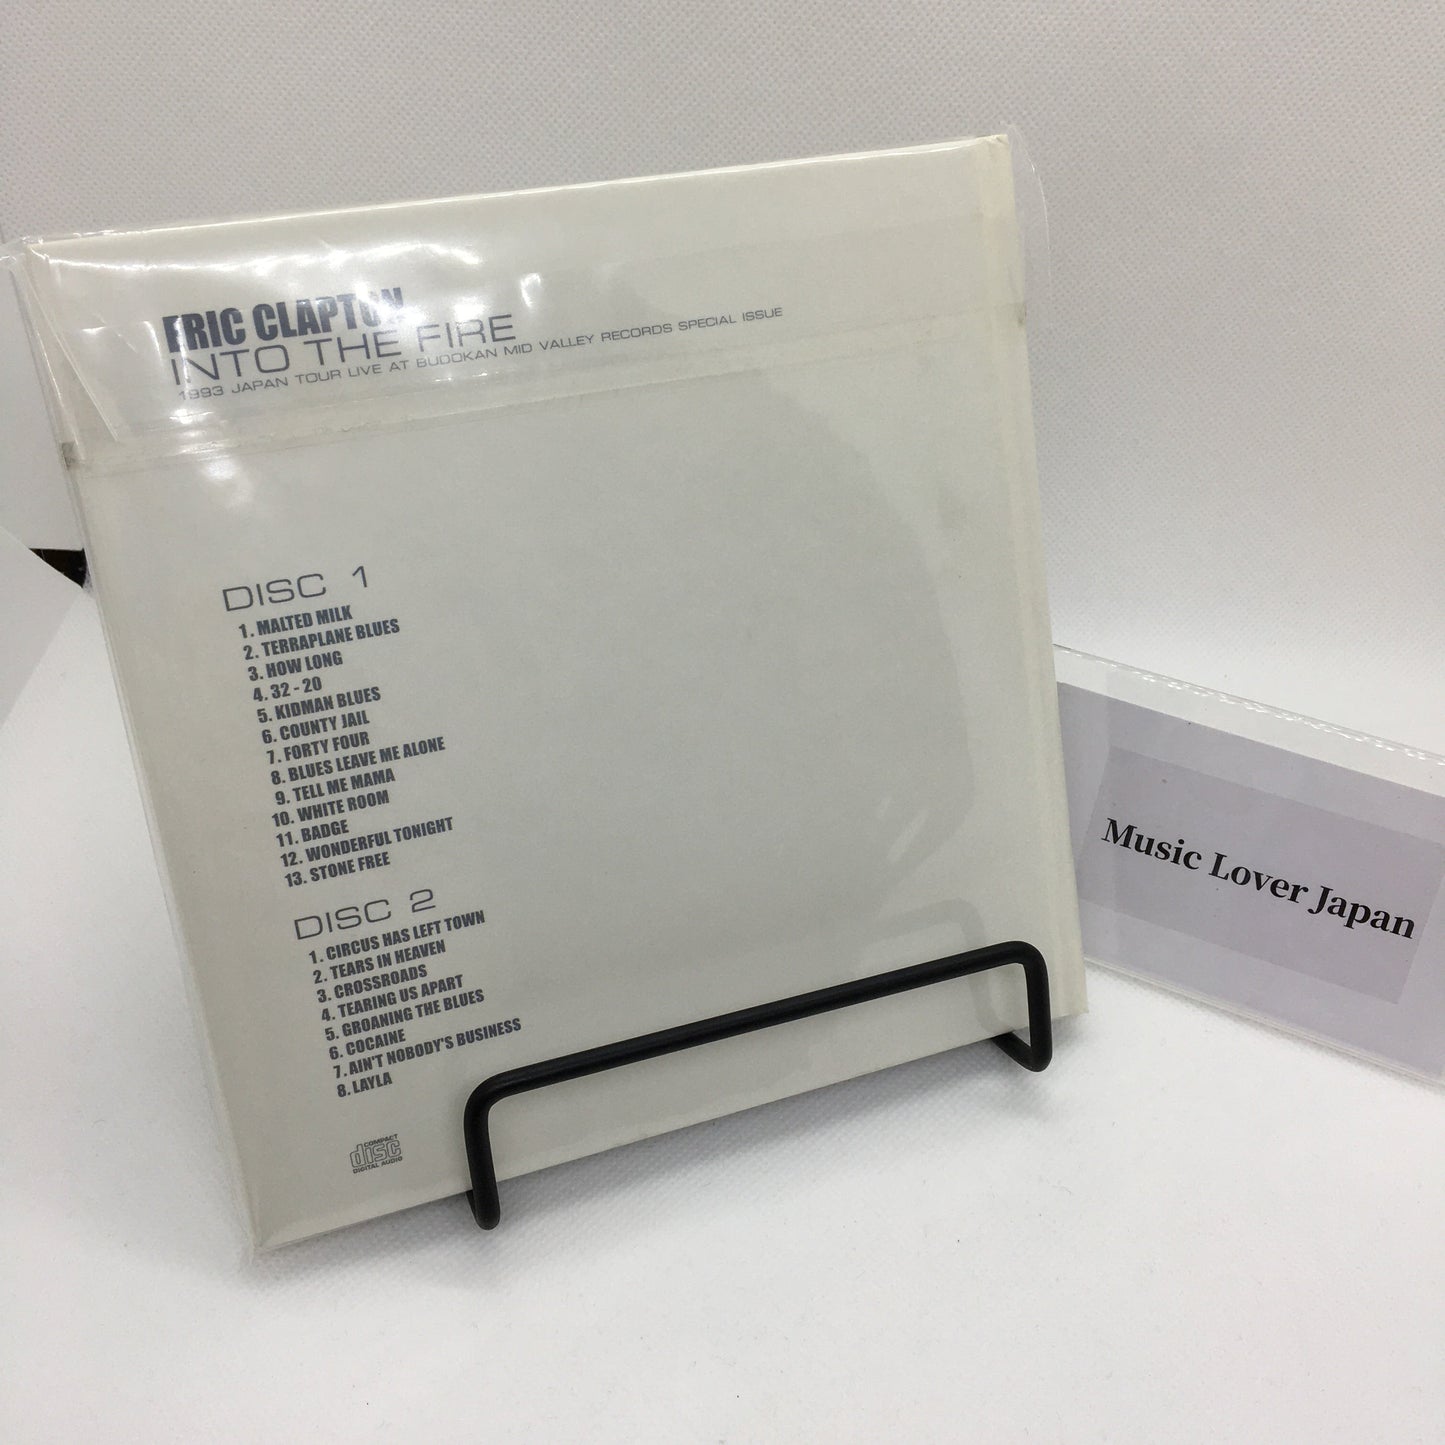 ERIC CLAPTON
INTO THE FIRE
1993 JAPAN TOUR LIVE AT BUDOKAN MID VALLEY RECORDS SPECIAL ISSUE
DISC 1
1. MALTED MILK
2. TERRAPLANE BLUES
3. HOW LONG
4. 32-20
5. KIDMAN BLUES
6. COUNTY JAIL
7. FORTY FOUR
8. BLUES LEAVE ME ALONE
9. TELL ME MAMA
10. WHITE ROOM
11. BADGE
12. WONDERFUL TONIGHT
13. STONE FREE
DISC 2
1. CIRCUS HAS LEFT TOWN
2. TEARS IN HEAVEN
3. CROSSROADS
4. TEARING US APART
5. GROANING THE BLUES
6. COCAINE
7. AIN'T NOBODY'S BUSINESS
8. LAYLA
COMPACT
disc
DIGITAL AUDIO
Music Lover Japan